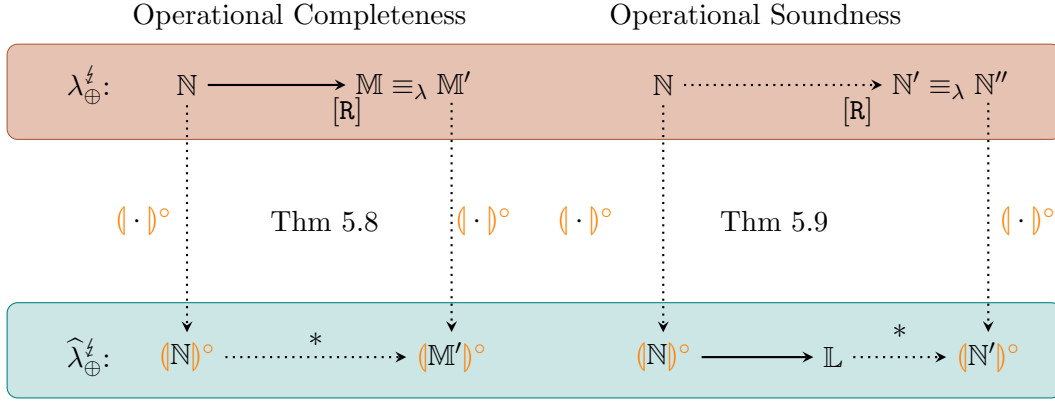 Operational Completeness Operational Soundness
λ⊕↯: ℕ 𝕄 ≡λ 𝕄′ ℕ ℕ′ ≡λ ℕ″
[R] [R]
⦇·⦈° Thm 5.8 ⦇·⦈° ⦇·⦈° Thm 5.9 ⦇·⦈°
* *
λ̂⊕↯: ⦇ℕ⦈° ⦇𝕄′⦈° ⦇ℕ⦈° 𝕃 ⦇ℕ′⦈°